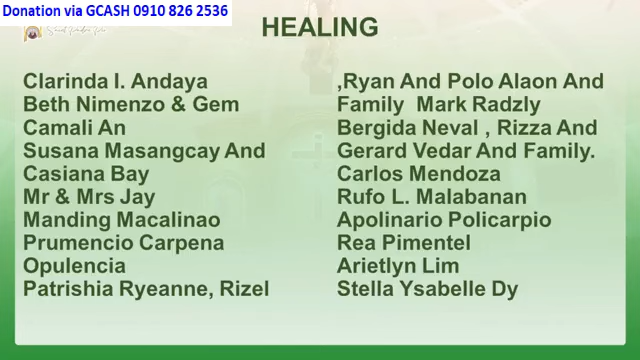 Donation via GCASH 0910 826 2536
HEALING
Clarinda I. Andaya
Beth Nimenzo & Gem
Camali An
Susana Masangcay And
Casiana Bay
Mr & Mrs Jay
Manding Macalinao
Prumencio Carpena
Opulencia
Patrishia Ryeanne, Rizel
,Ryan And Polo Alaon And
Family Mark Radzly
Bergida Neval , Rizza And
Gerard Vedar And Family.
Carlos Mendoza
Rufo L. Malabanan
Apolinario Policarpio
Rea Pimentel
Arietlyn Lim
Stella Ysabelle Dy